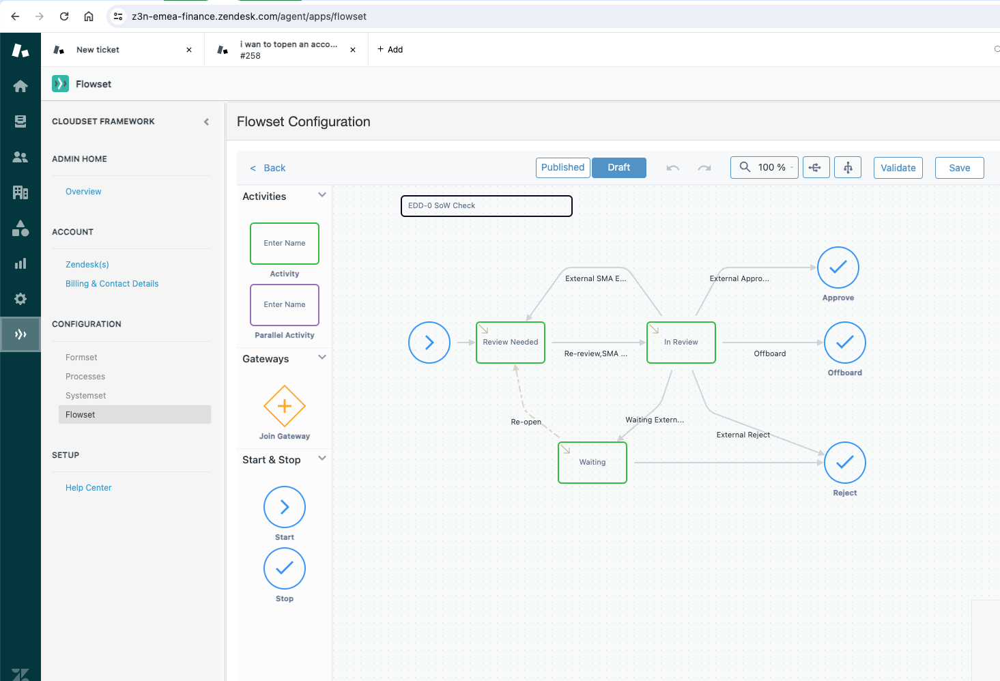 z3n-emea-finance.zendesk.com/agent/apps/flowset
New ticket
i wan to topen an acco...
#258
+ Add
Flowset
CLOUDSET FRAMEWORK
ADMIN HOME
Overview
ACCOUNT
Zendesk(s)
Billing & Contact Details
CONFIGURATION
Formset
Processes
Systemset
Flowset
SETUP
Help Center
Flowset Configuration
< Back
Published
Draft
100 %
Validate
Save
Activities
Enter Name
Activity
Enter Name
Parallel Activity
Gateways
Join Gateway
Start & Stop
Start
Stop
EDD-0 SoW Check
External SMA E...
External Appro...
Approve
Review Needed
Re-review,SMA ...
In Review
Offboard
Offboard
Re-open
Waiting Extern...
External Reject
Waiting
Reject